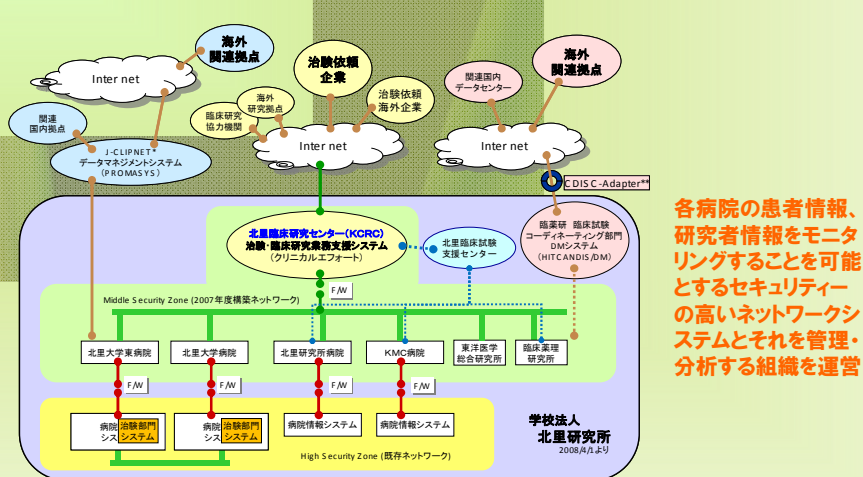 海外
関連拠点
Internet
関連
国内拠点
J-CLIPNET*
データマネジメントシステム
(PROMASYS)
治験依頼
企業
海外
研究拠点
臨床研究
協力機関
治験依頼
海外企業
Internet
関連国内
データセンター
海外
関連拠点
Internet
CDISC-Adapter**
北里臨床研究センター(KCRC)
治験・臨床研究業務支援システム
(クリニカルエフォート)
北里臨床試験
支援センター
臨薬研 臨床試験
コーディネーティング部門
DMシステム
(HITCANDIS/DM)
F/W
Middle Security Zone (2007年度構築ネットワーク)
北里大学東病院
北里大学病院
北里研究所病院
KMC病院
東洋医学
総合研究所
臨床薬理
研究所
F/W
F/W
F/W
F/W
病院
シス
治験部門
システム
病院
シス
治験部門
システム
病院情報システム
病院情報システム
High Security Zone (既存ネットワーク)
学校法人
北里研究所
2008/4/1より
各病院の患者情報、
研究者情報をモニタ
リングすることを可能
とするセキュリティー
の高いネットワークシ
ステムとそれを管理・
分析する組織を運営